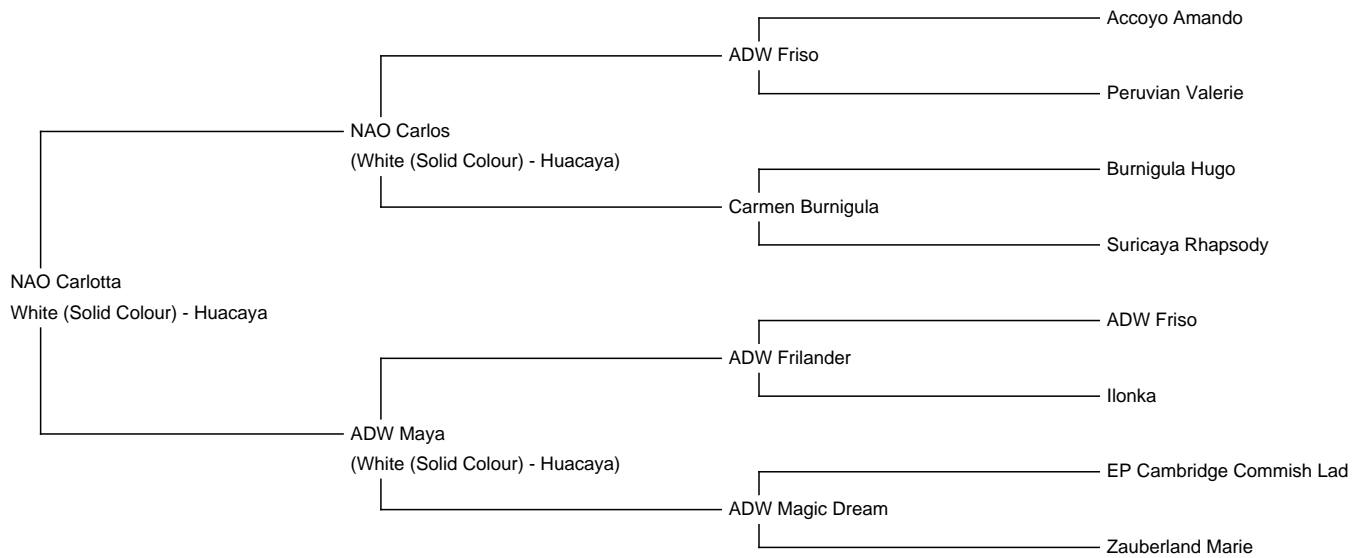 Accoyo Amando
ADW Friso
Peruvian Valerie
NAO Carlos
(White (Solid Colour) - Huacaya)
Burnigula Hugo
Carmen Burnigula
Suricaya Rhapsody
NAO Carlotta
White (Solid Colour) - Huacaya
ADW Friso
ADW Frilander
Ilonka
ADW Maya
(White (Solid Colour) - Huacaya)
EP Cambridge Commish Lad
ADW Magic Dream
Zauberland Marie